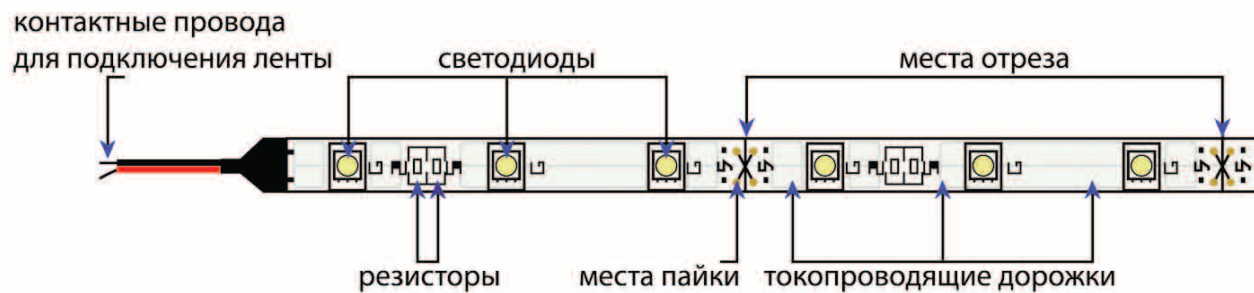 контактные провода
для подключения ленты
светодиоды
места отреза
резисторы
места пайки
токопроводящие дорожки